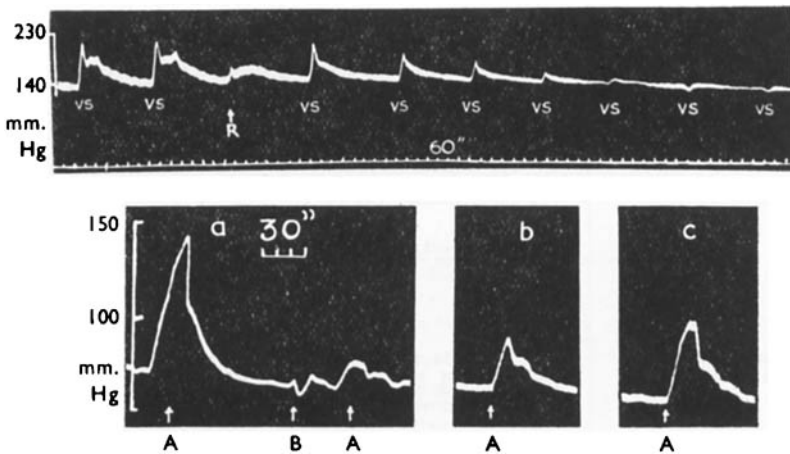 230
140
mm.
Hg
vs vs R vs vs vs vs vs vs vs
60"
150
100
mm.
Hg
a 30" b c
A B A A A